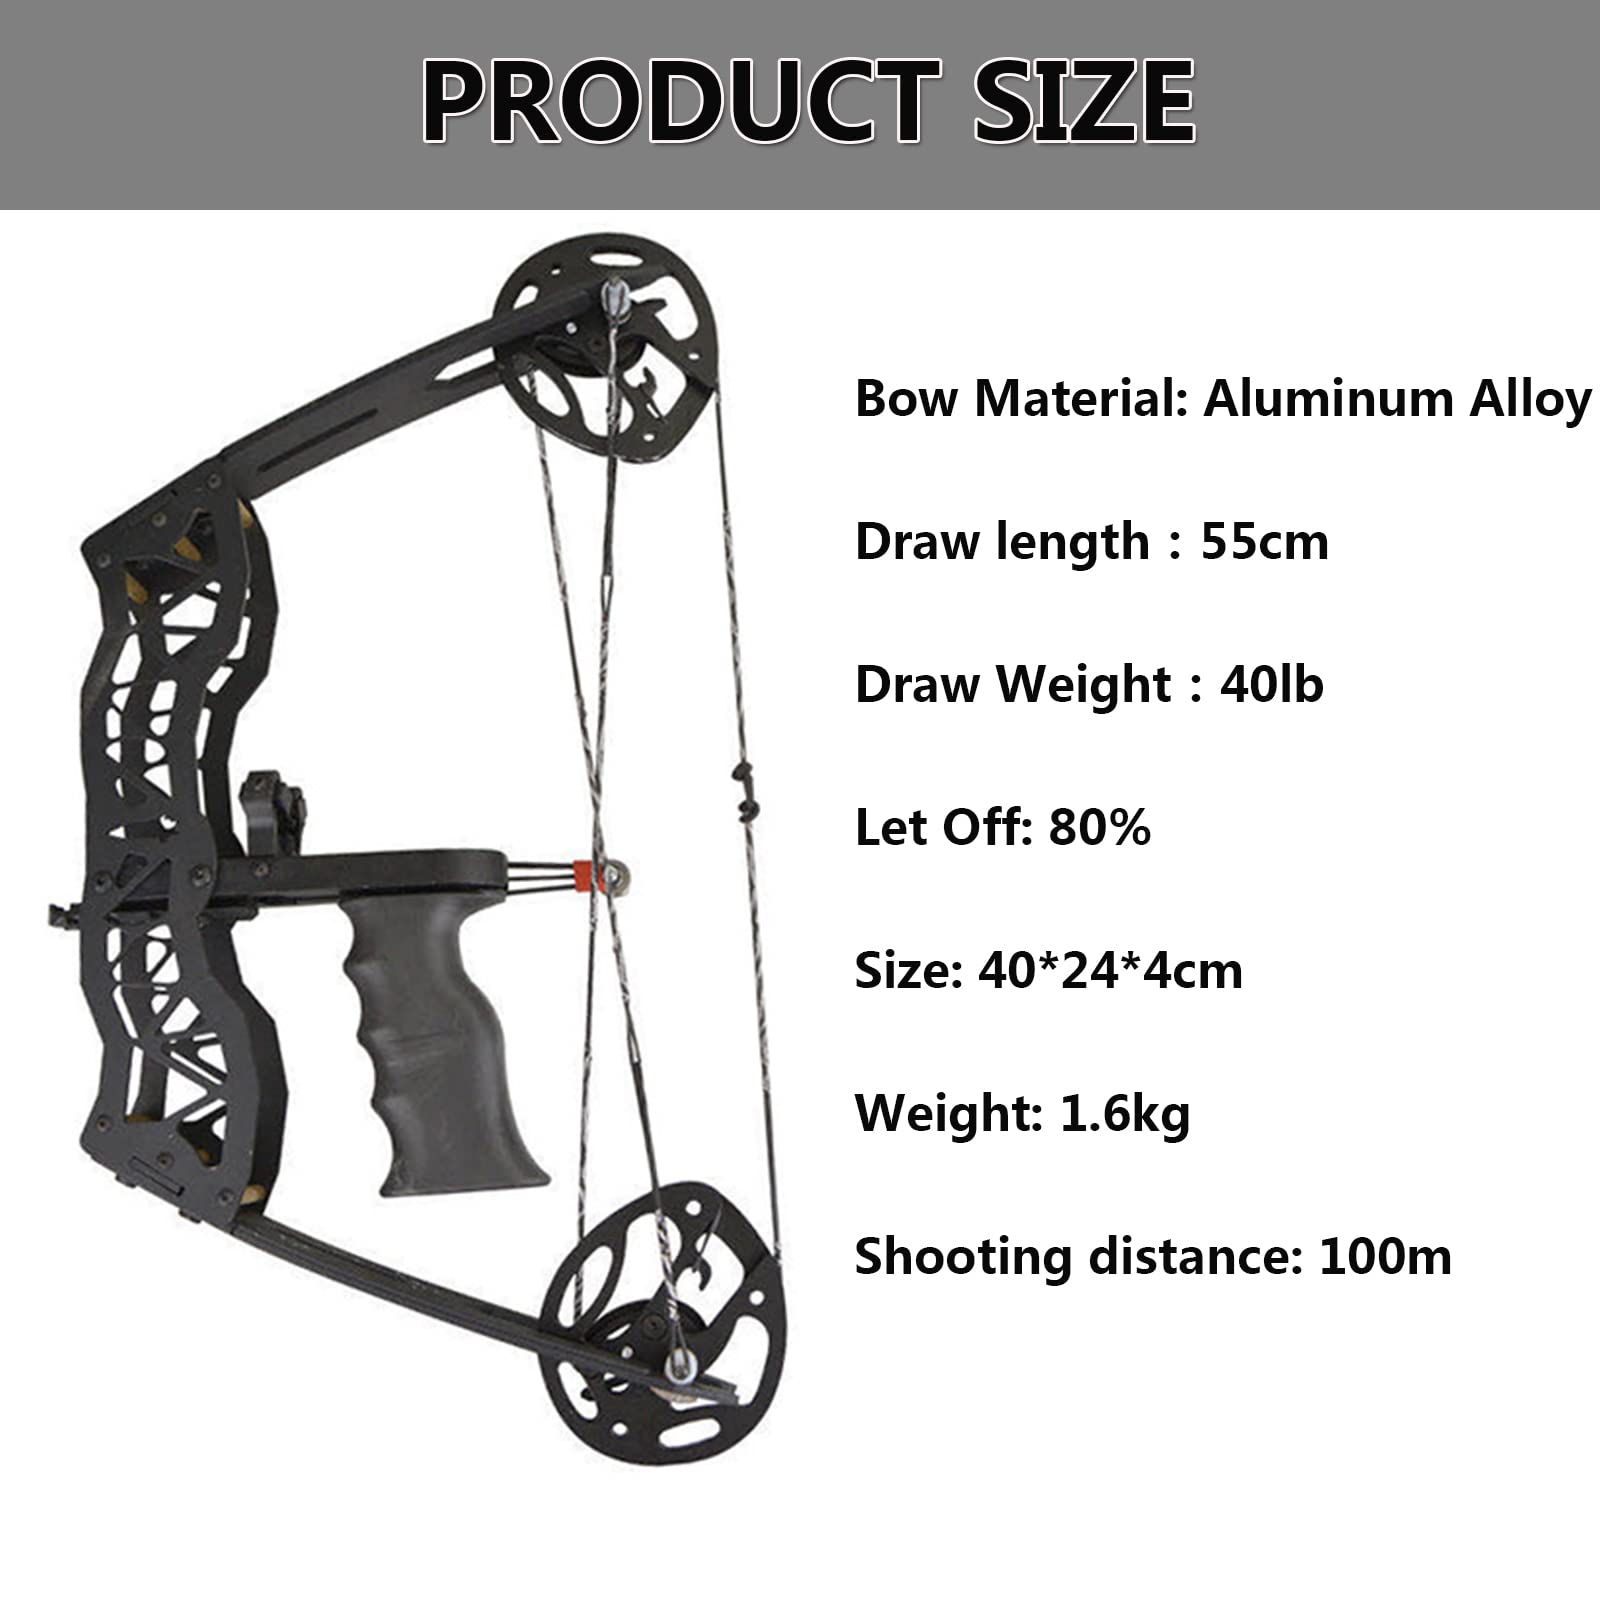 PRODUCT SIZE
Bow Material: Aluminum Alloy
Draw length : 55cm
Draw Weight : 40lb
Let Off: 80%
Size: 40*24*4cm
Weight: 1.6kg
Shooting distance: 100m